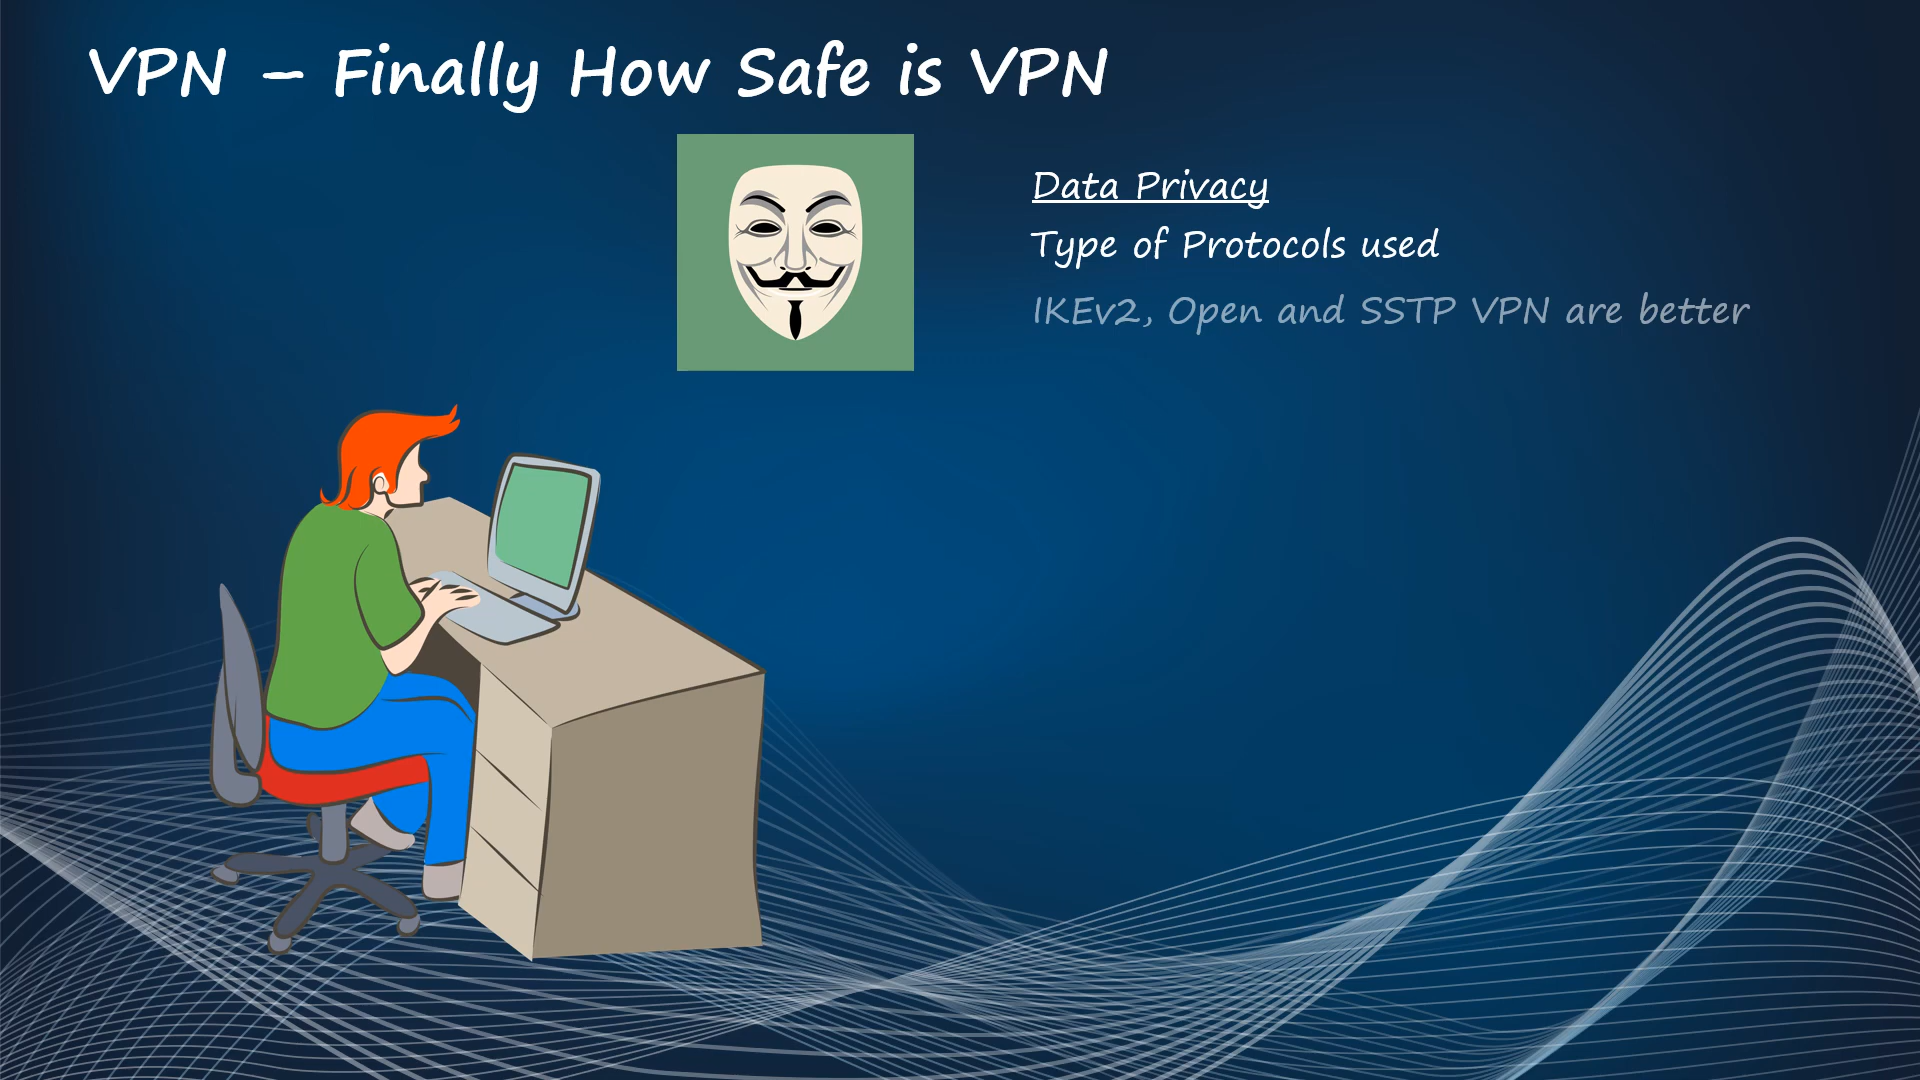 VPN – Finally How Safe is VPN
Data Privacy
Type of Protocols used
IKEv2, Open and SSTP VPN are better